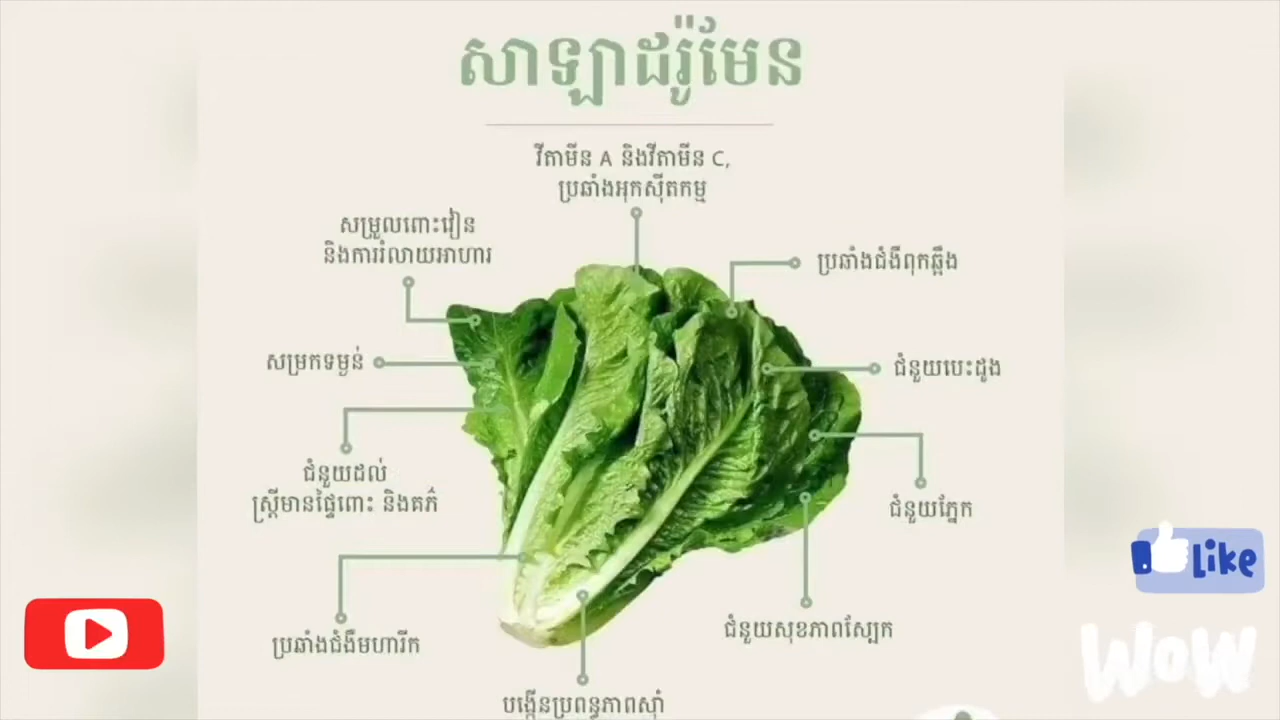 សាឡាដរ៉ូមែន
វីតាមីន A និងវីតាមីន C,
ប្រឆាំងអុកស៊ីតកម្ម
សម្រួលពោះវៀន
និងការរំលាយអាហារ
ប្រឆាំងជំងឺពុកឆ្អឹង
សម្រកទម្ងន់
ជំនួយបេះដូង
ជំនួយដល់
ស្ត្រីមានផ្ទៃពោះ និងគភ៌
ជំនួយភ្នែក
Like
ប្រឆាំងជំងឺមហារីក
ជំនួយសុខភាពស្បែក
WoW
បង្កើនប្រពន្ធភាពស៊ាំ